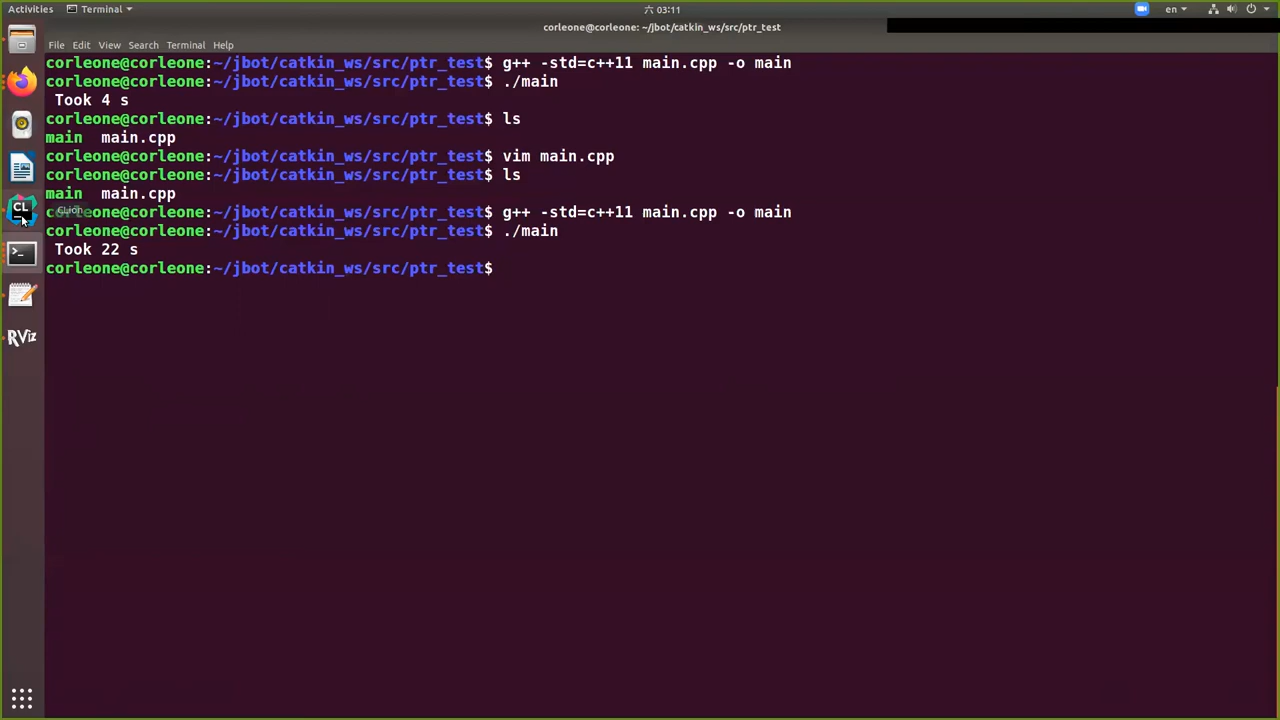 Activities Terminal 六 03:11 en
corleone@corleone: ~/jbot/catkin_ws/src/ptr_test
File Edit View Search Terminal Help
corleone@corleone:~/jbot/catkin_ws/src/ptr_test$ g++ -std=c++11 main.cpp -o main
corleone@corleone:~/jbot/catkin_ws/src/ptr_test$ ./main
Took 4 s
corleone@corleone:~/jbot/catkin_ws/src/ptr_test$ ls
main main.cpp
corleone@corleone:~/jbot/catkin_ws/src/ptr_test$ vim main.cpp
corleone@corleone:~/jbot/catkin_ws/src/ptr_test$ ls
main main.cpp
CL
CLion
corleone@corleone:~/jbot/catkin_ws/src/ptr_test$ g++ -std=c++11 main.cpp -o main
corleone@corleone:~/jbot/catkin_ws/src/ptr_test$ ./main
Took 22 s
corleone@corleone:~/jbot/catkin_ws/src/ptr_test$
RViz